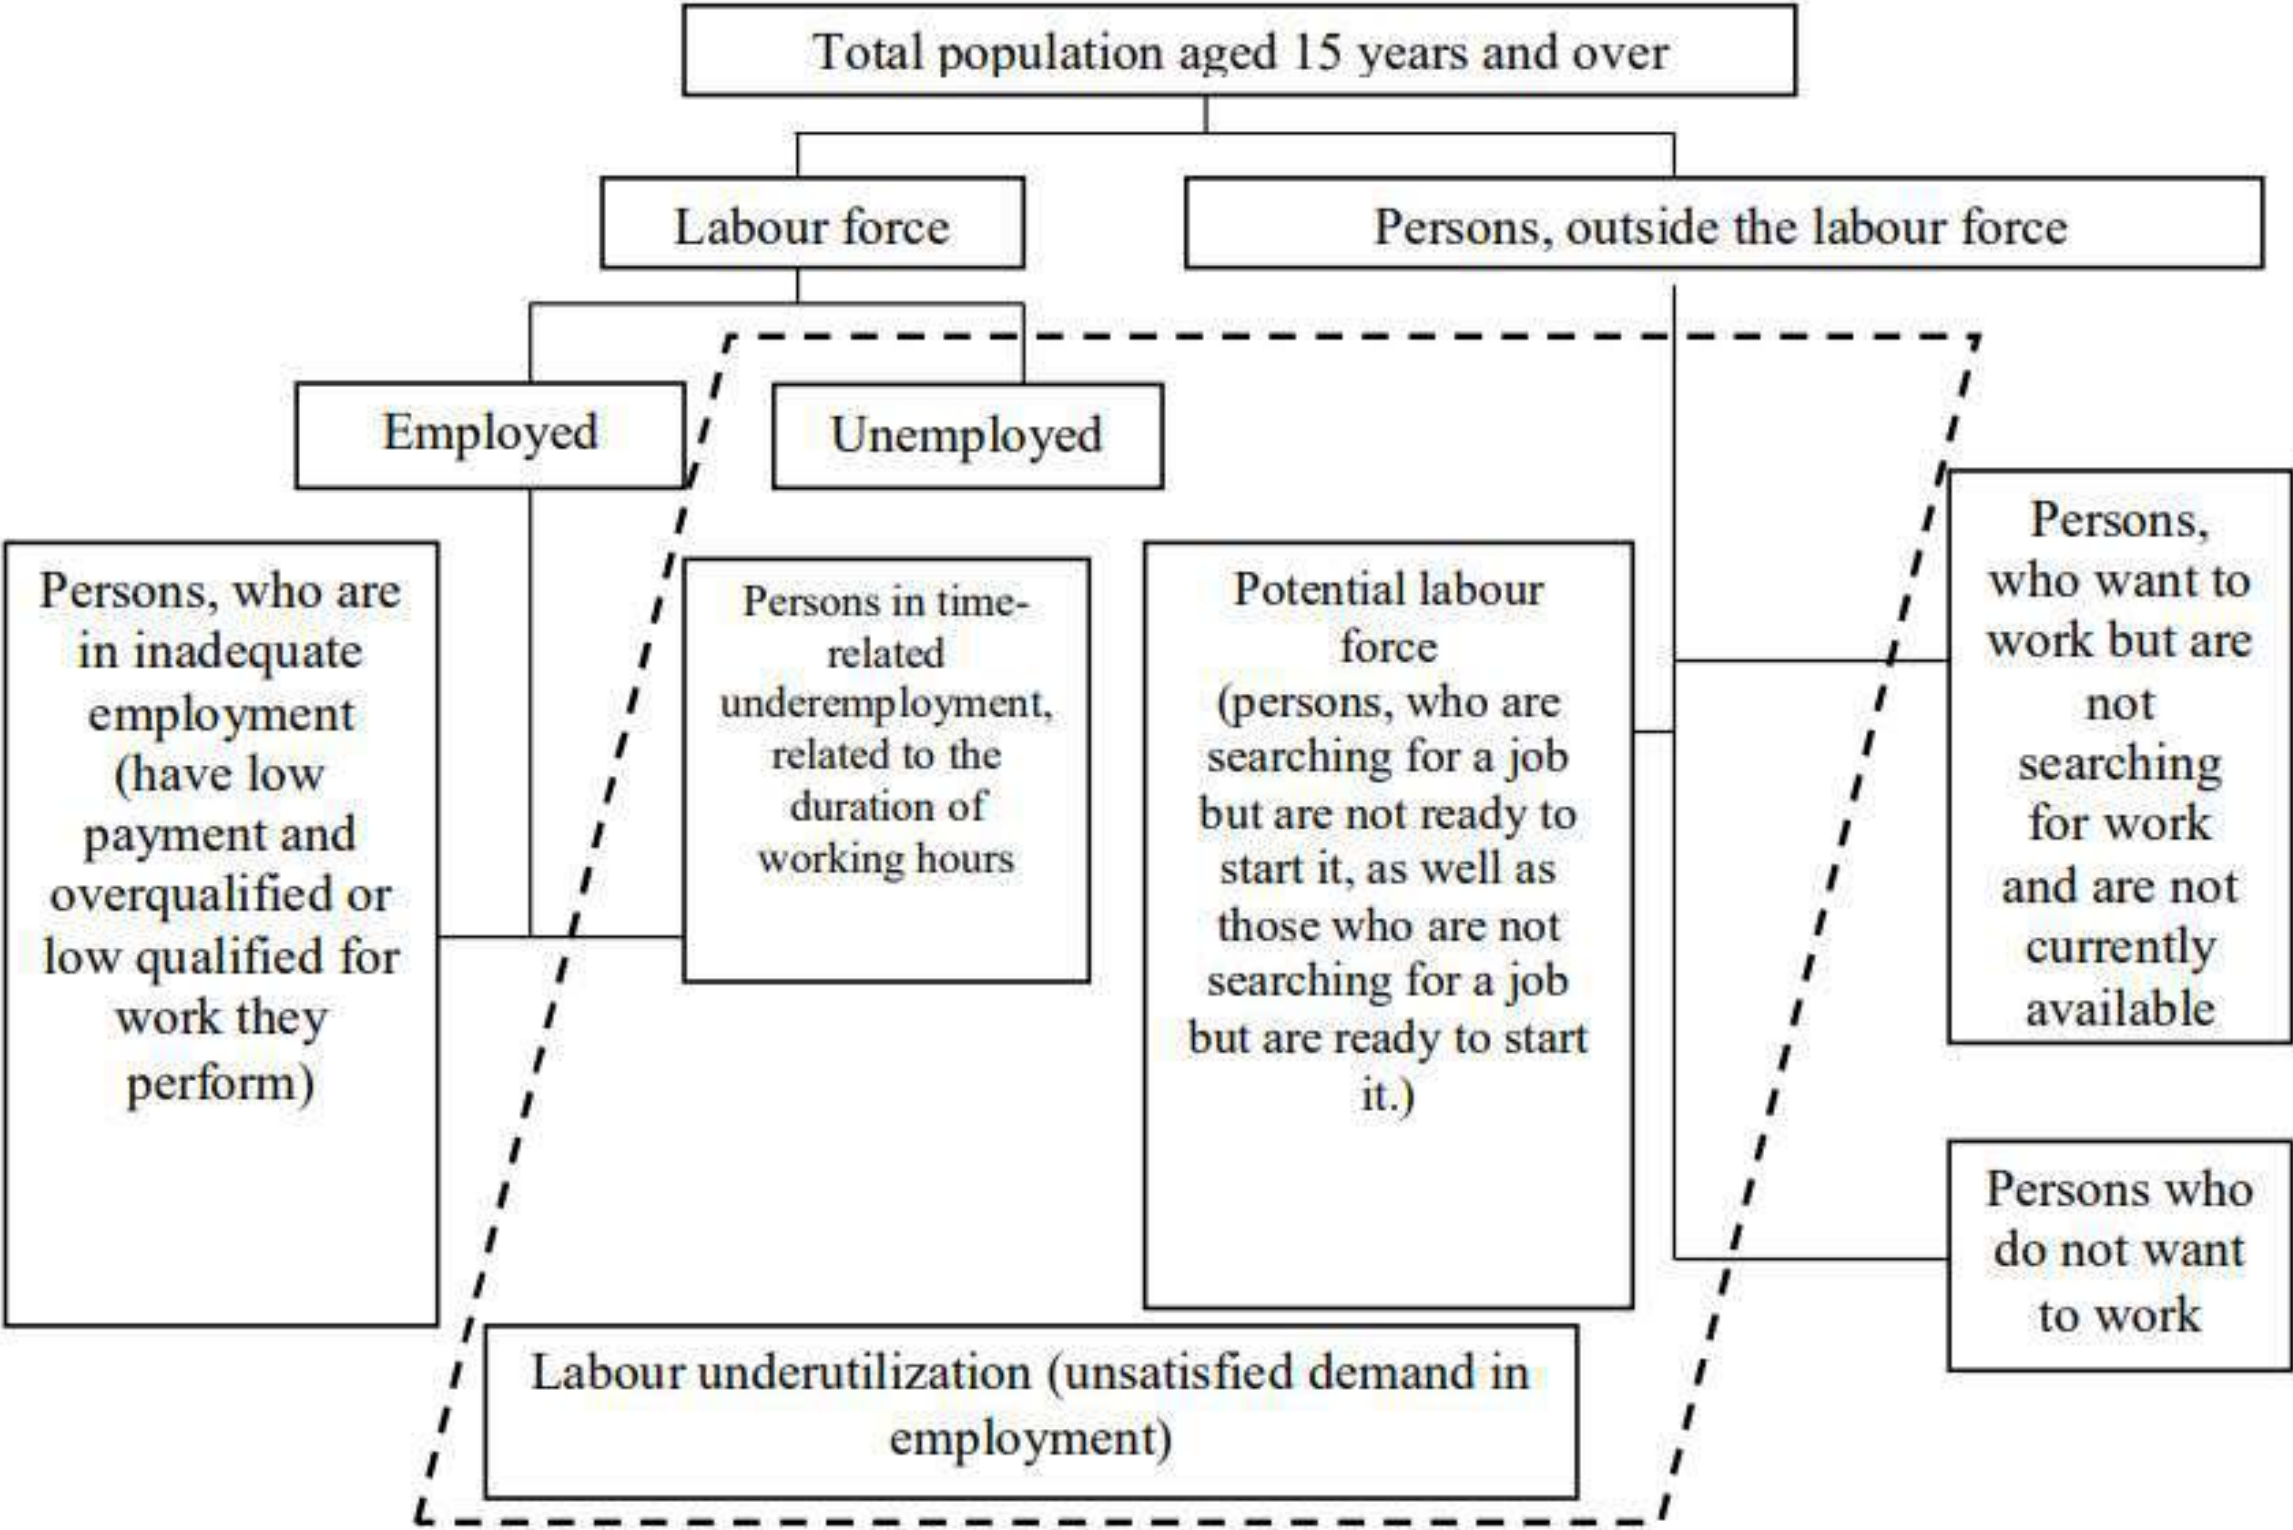 Total population aged 15 years and over
Labour force
Persons, outside the labour force
Employed
Unemployed
Persons, who are
in inadequate
employment
(have low
payment and
overqualified or
low qualified for
work they
perform)
Persons in time-
related
underemployment,
related to the
duration of
working hours
Potential labour
force
(persons, who are
searching for a job
but are not ready to
start it, as well as
those who are not
searching for a job
but are ready to start
it.)
Persons,
who want to
work but are
not
searching
for work
and are not
currently
available
Persons who
do not want
to work
Labour underutilization (unsatisfied demand in
employment)